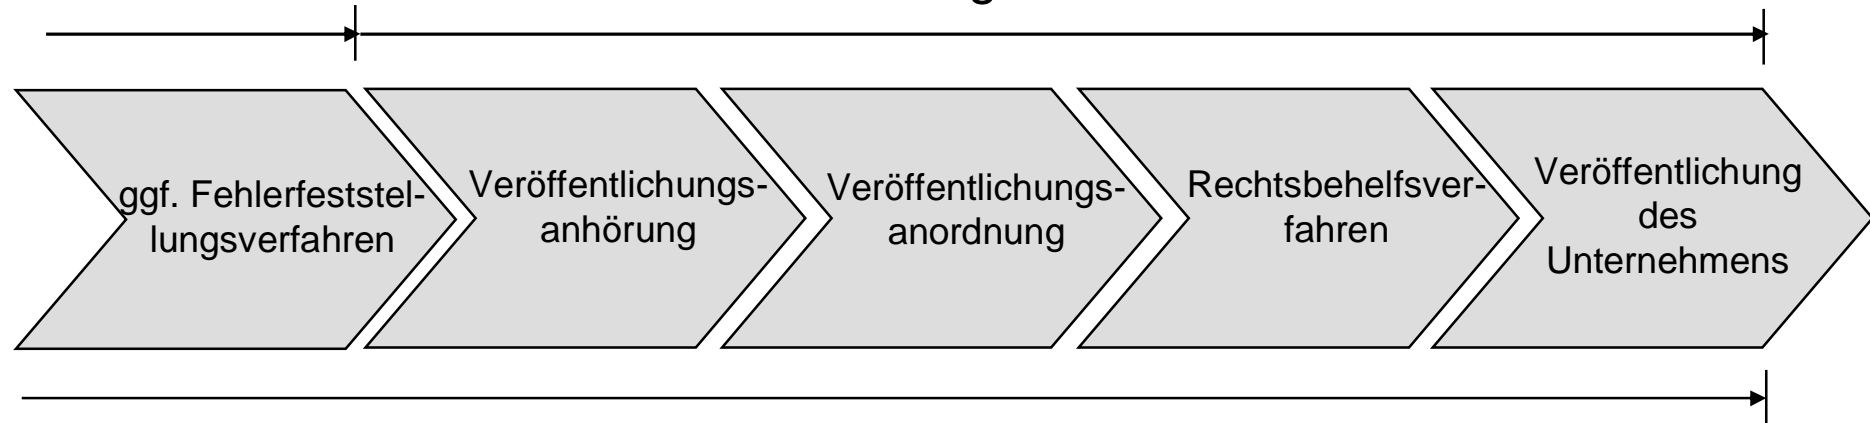 ggf. Fehlerfeststel-
lungsverfahren
Veröffentlichungs-
anhörung
Veröffentlichungs-
anordnung
Rechtsbehelfsver-
fahren
Veröffentlichung
des
Unternehmens